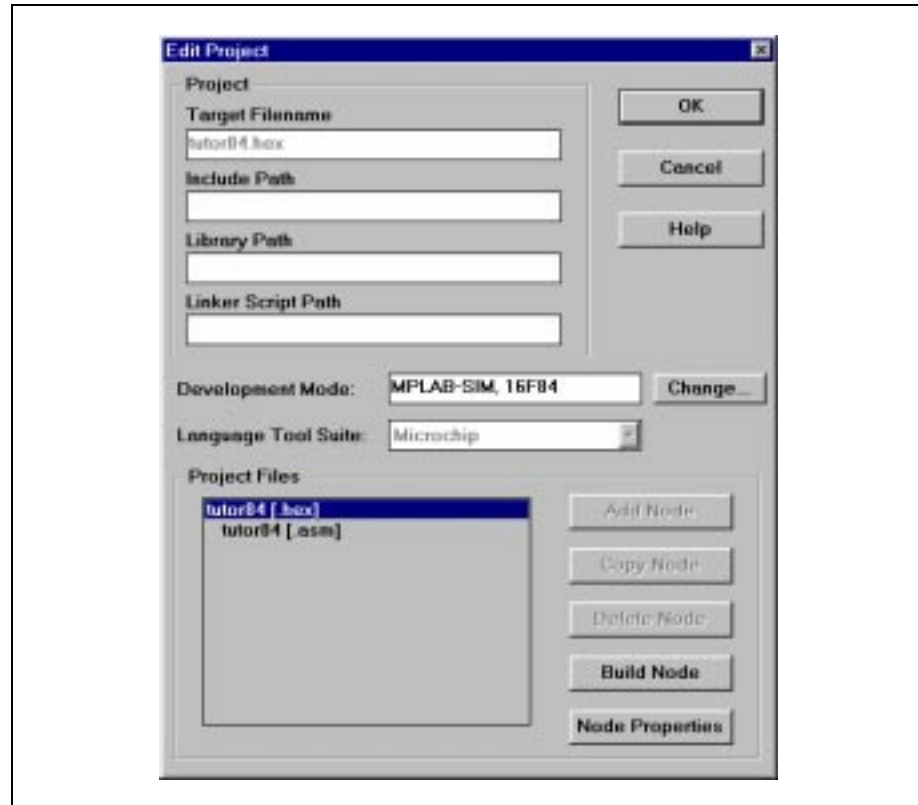 Edit Project
Project
Target Filename
tutor84.hex
Include Path
Library Path
Linker Script Path
OK
Cancel
Help
Development Mode: MPLAB-SIM, 16F84 Change...
Language Tool Suite: Microchip
Project Files
tutor84 [.hex]
tutor84 [.asm]
Add Node...
Copy Node
Delete Node
Build Node
Node Properties